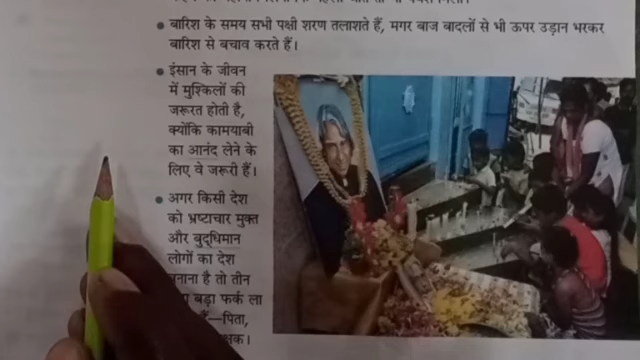 बारिश के समय सभी पक्षी शरण तलाशते हैं, मगर बाज बादलों से भी ऊपर उड़ान भरकर
बारिश से बचाव करते हैं।
इंसान के जीवन
में मुश्किलों की
जरूरत होती है,
क्योंकि कामयाबी
का आनंद लेने के
लिए वे जरूरी हैं।
अगर किसी देश
को भ्रष्टाचार मुक्त
और बुद्धिमान
लोगों का देश
बनाना है तो तीन
बड़ा फर्क ला
हैं—पिता,